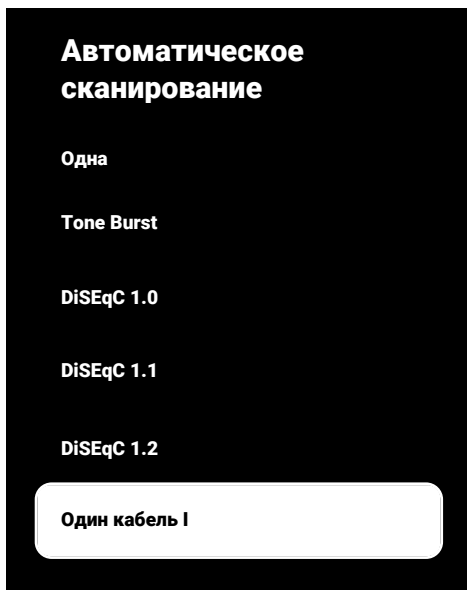 Автоматическое
сканирование
Одна
Tone Burst
DiSEqC 1.0
DiSEqC 1.1
DiSEqC 1.2
Один кабель I